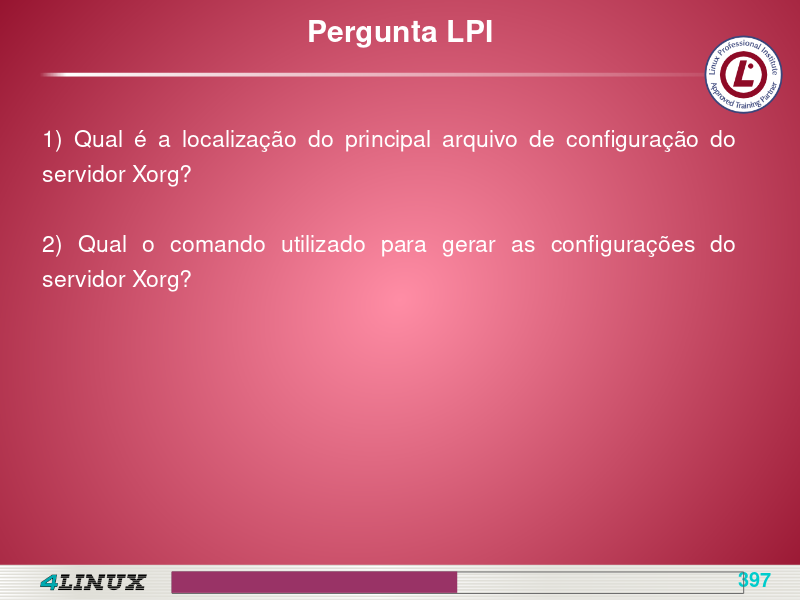 Pergunta LPI
Linux Professional Institute
Approved Training Partner
1) Qual é a localização do principal arquivo de configuração do
servidor Xorg?
2) Qual o comando utilizado para gerar as configurações do
servidor Xorg?
4LINUX
397